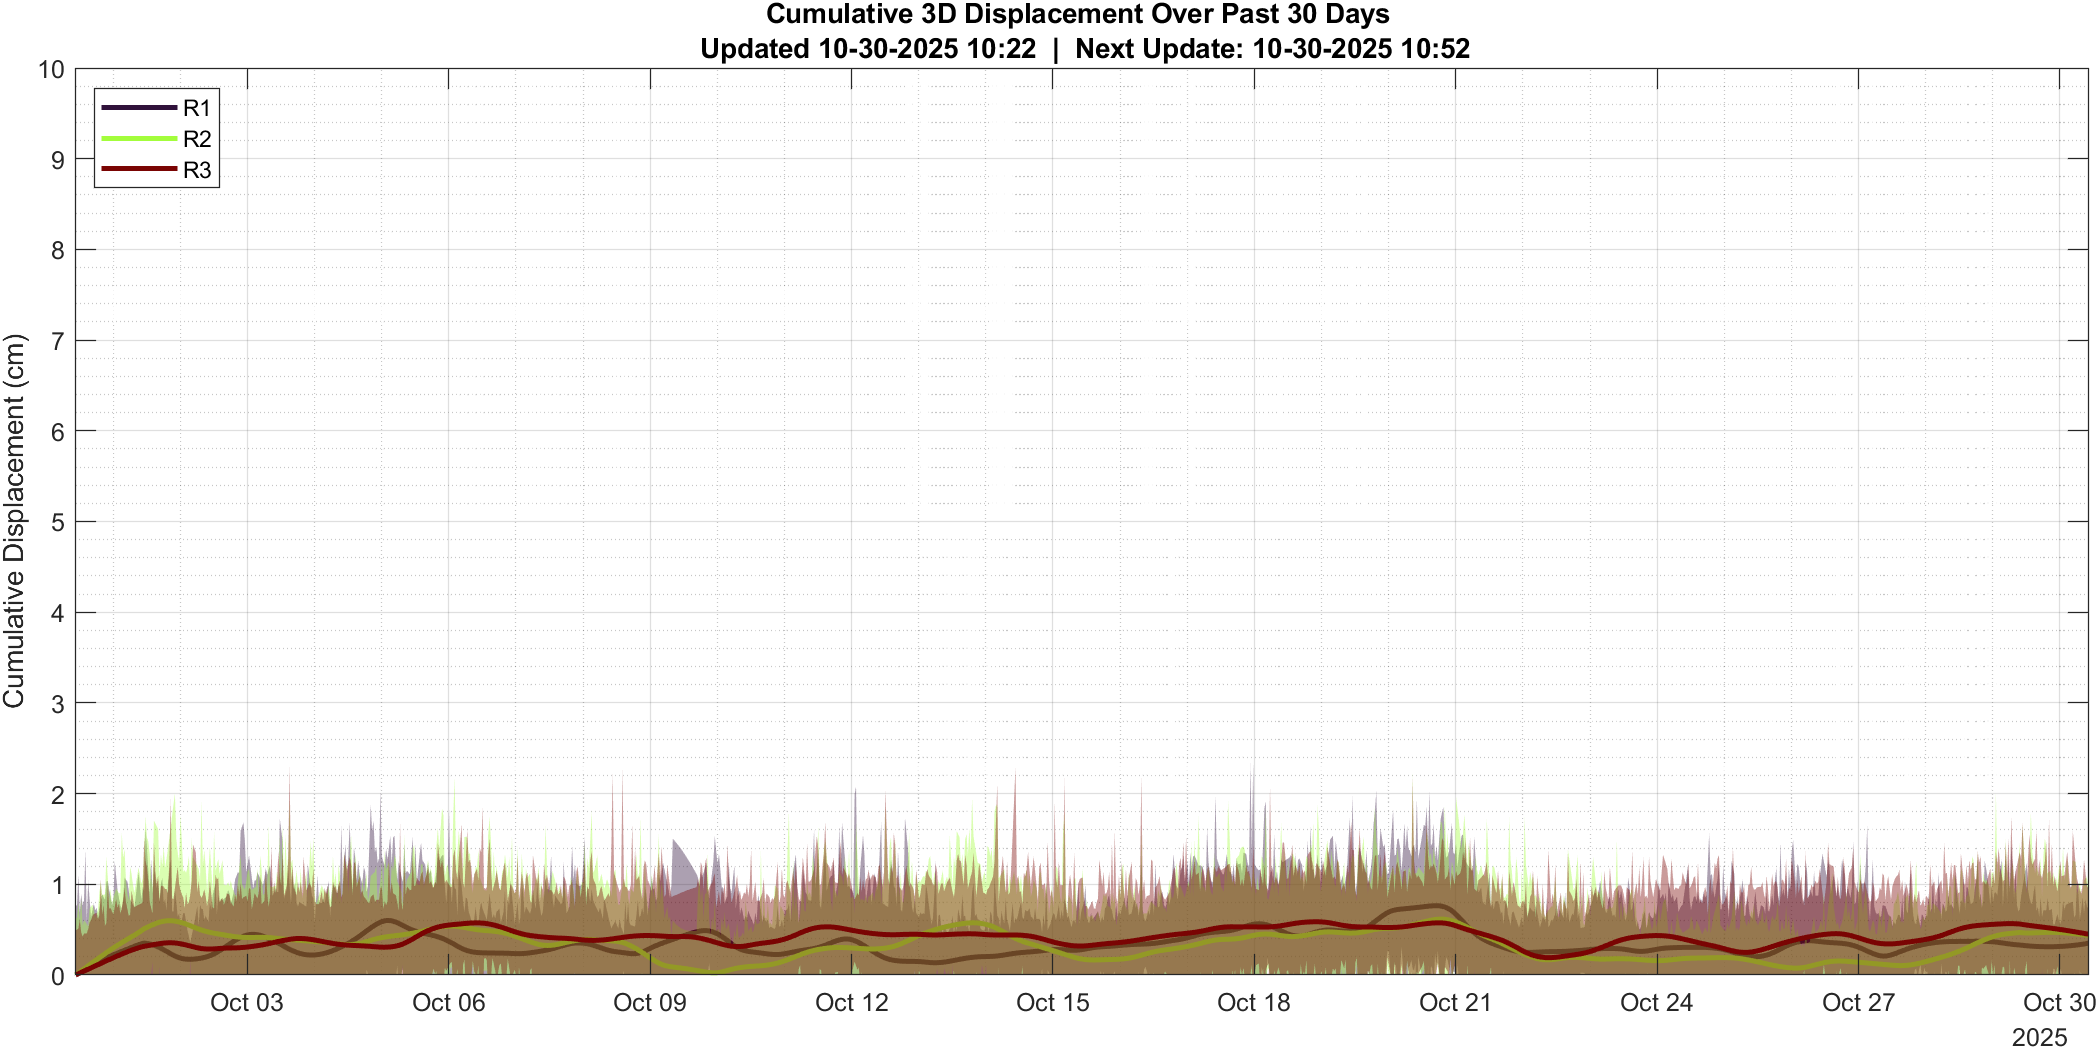 Cumulative 3D Displacement Over Past 30 Days
Updated 10-30-2025 10:22 | Next Update: 10-30-2025 10:52
R1
R2
R3
Cumulative Displacement (cm)
10
9
8
7
6
5
4
3
2
1
0
Oct 03 Oct 06 Oct 09 Oct 12 Oct 15 Oct 18 Oct 21 Oct 24 Oct 27 Oct 30
2025